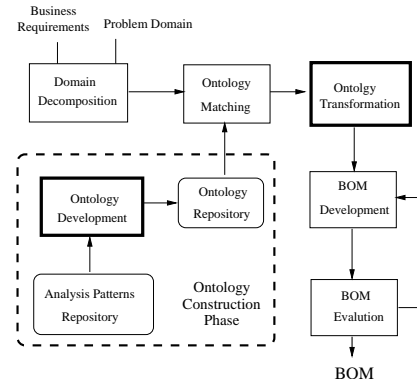 Business
Requirements
Problem Domain
Domain
Decomposition
Ontology
Matching
Ontolgy
Transformation
Ontology
Development
Ontology
Repository
BOM
Development
Analysis Patterns
Repository
Ontology
Construction
Phase
BOM
Evalution
BOM